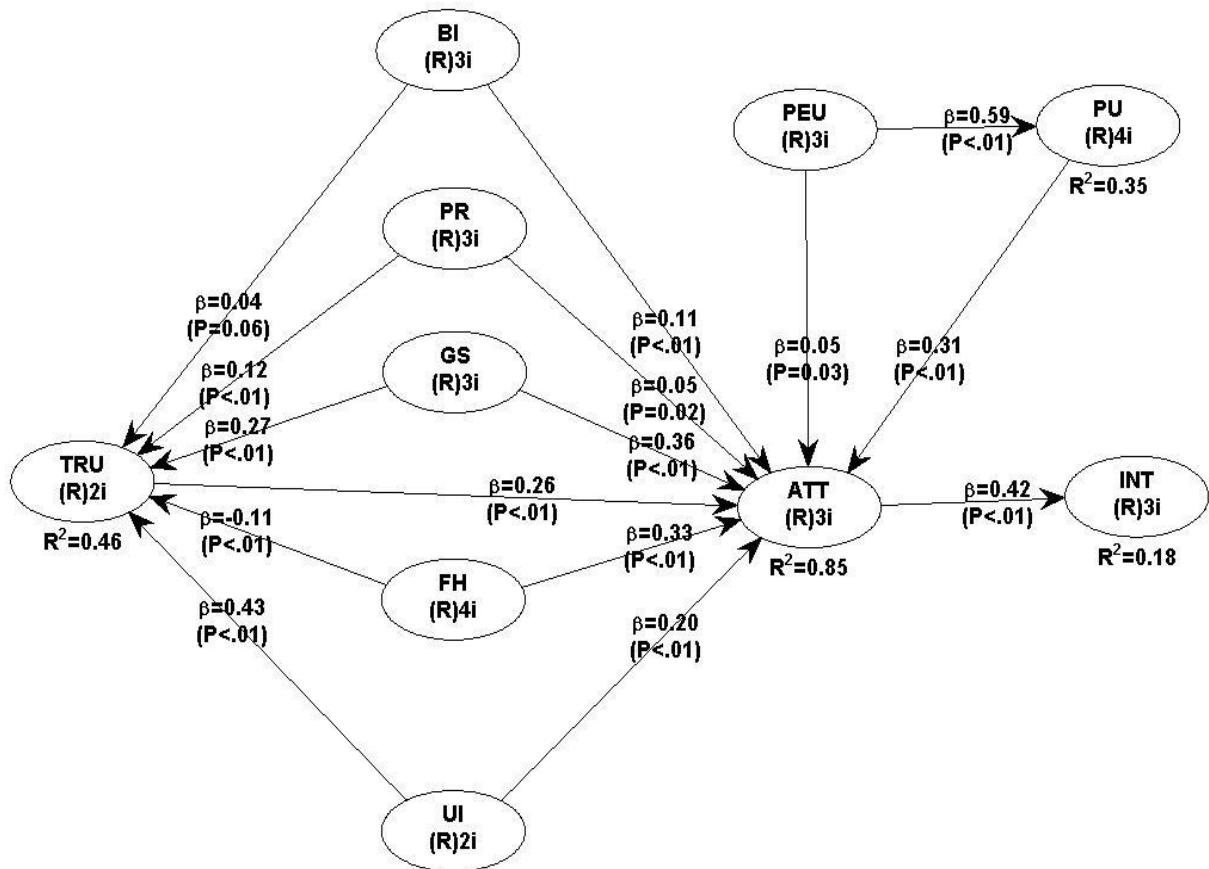 BI
(R)3i
PEU
(R)3i
β=0.59
(P<.01)
PU
(R)4i
R²=0.35
PR
(R)3i
β=0.04
(P=0.06)
β=0.11
(P<.01)
β=0.05
(P=0.03)
β=0.31
(P<.01)
GS
(R)3i
β=0.12
(P<.01)
β=0.05
(P=0.02)
β=0.27
(P<.01)
β=0.36
(P<.01)
TRU
(R)2i
R²=0.46
β=0.26
(P<.01)
ATT
(R)3i
R²=0.85
β=0.42
(P<.01)
INT
(R)3i
R²=0.18
β=-0.11
(P<.01)
β=0.33
(P<.01)
FH
(R)4i
β=0.43
(P<.01)
β=0.20
(P<.01)
UI
(R)2i